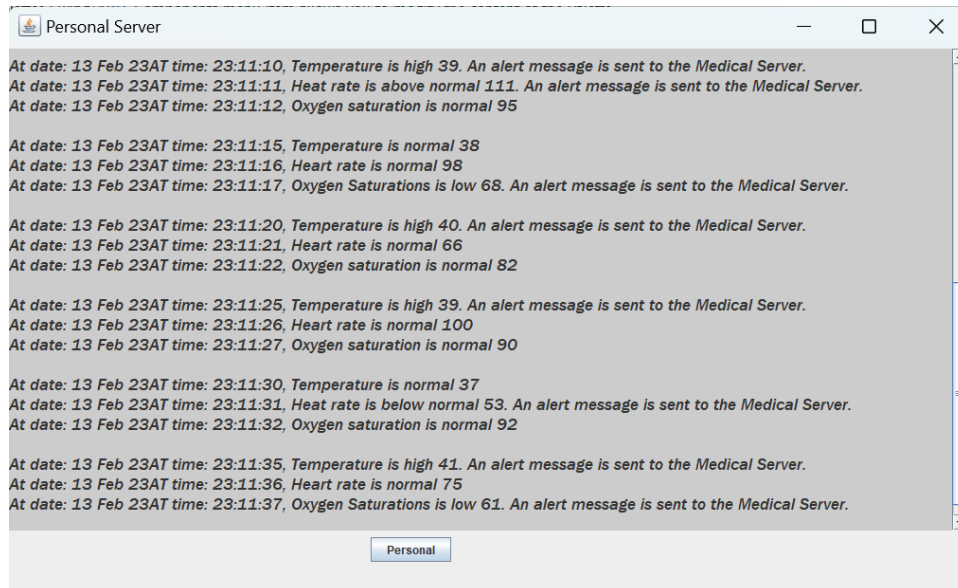 Personal Server
At date: 13 Feb 23AT time: 23:11:10, Temperature is high 39. An alert message is sent to the Medical Server.
At date: 13 Feb 23AT time: 23:11:11, Heat rate is above normal 111. An alert message is sent to the Medical Server.
At date: 13 Feb 23AT time: 23:11:12, Oxygen saturation is normal 95
At date: 13 Feb 23AT time: 23:11:15, Temperature is normal 38
At date: 13 Feb 23AT time: 23:11:16, Heart rate is normal 98
At date: 13 Feb 23AT time: 23:11:17, Oxygen Saturations is low 68. An alert message is sent to the Medical Server.
At date: 13 Feb 23AT time: 23:11:20, Temperature is high 40. An alert message is sent to the Medical Server.
At date: 13 Feb 23AT time: 23:11:21, Heart rate is normal 66
At date: 13 Feb 23AT time: 23:11:22, Oxygen saturation is normal 82
At date: 13 Feb 23AT time: 23:11:25, Temperature is high 39. An alert message is sent to the Medical Server.
At date: 13 Feb 23AT time: 23:11:26, Heart rate is normal 100
At date: 13 Feb 23AT time: 23:11:27, Oxygen saturation is normal 90
At date: 13 Feb 23AT time: 23:11:30, Temperature is normal 37
At date: 13 Feb 23AT time: 23:11:31, Heat rate is below normal 53. An alert message is sent to the Medical Server.
At date: 13 Feb 23AT time: 23:11:32, Oxygen saturation is normal 92
At date: 13 Feb 23AT time: 23:11:35, Temperature is high 41. An alert message is sent to the Medical Server.
At date: 13 Feb 23AT time: 23:11:36, Heart rate is normal 75
At date: 13 Feb 23AT time: 23:11:37, Oxygen Saturations is low 61. An alert message is sent to the Medical Server.
Personal